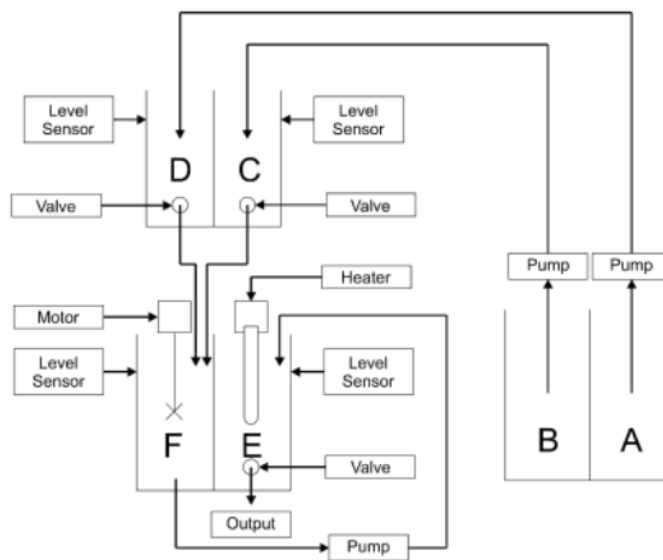 Level
Sensor
Level
Sensor
D
C
Valve
Valve
Pump
Pump
Heater
Motor
Level
Sensor
Level
Sensor
F
E
B
A
Valve
Output
Pump